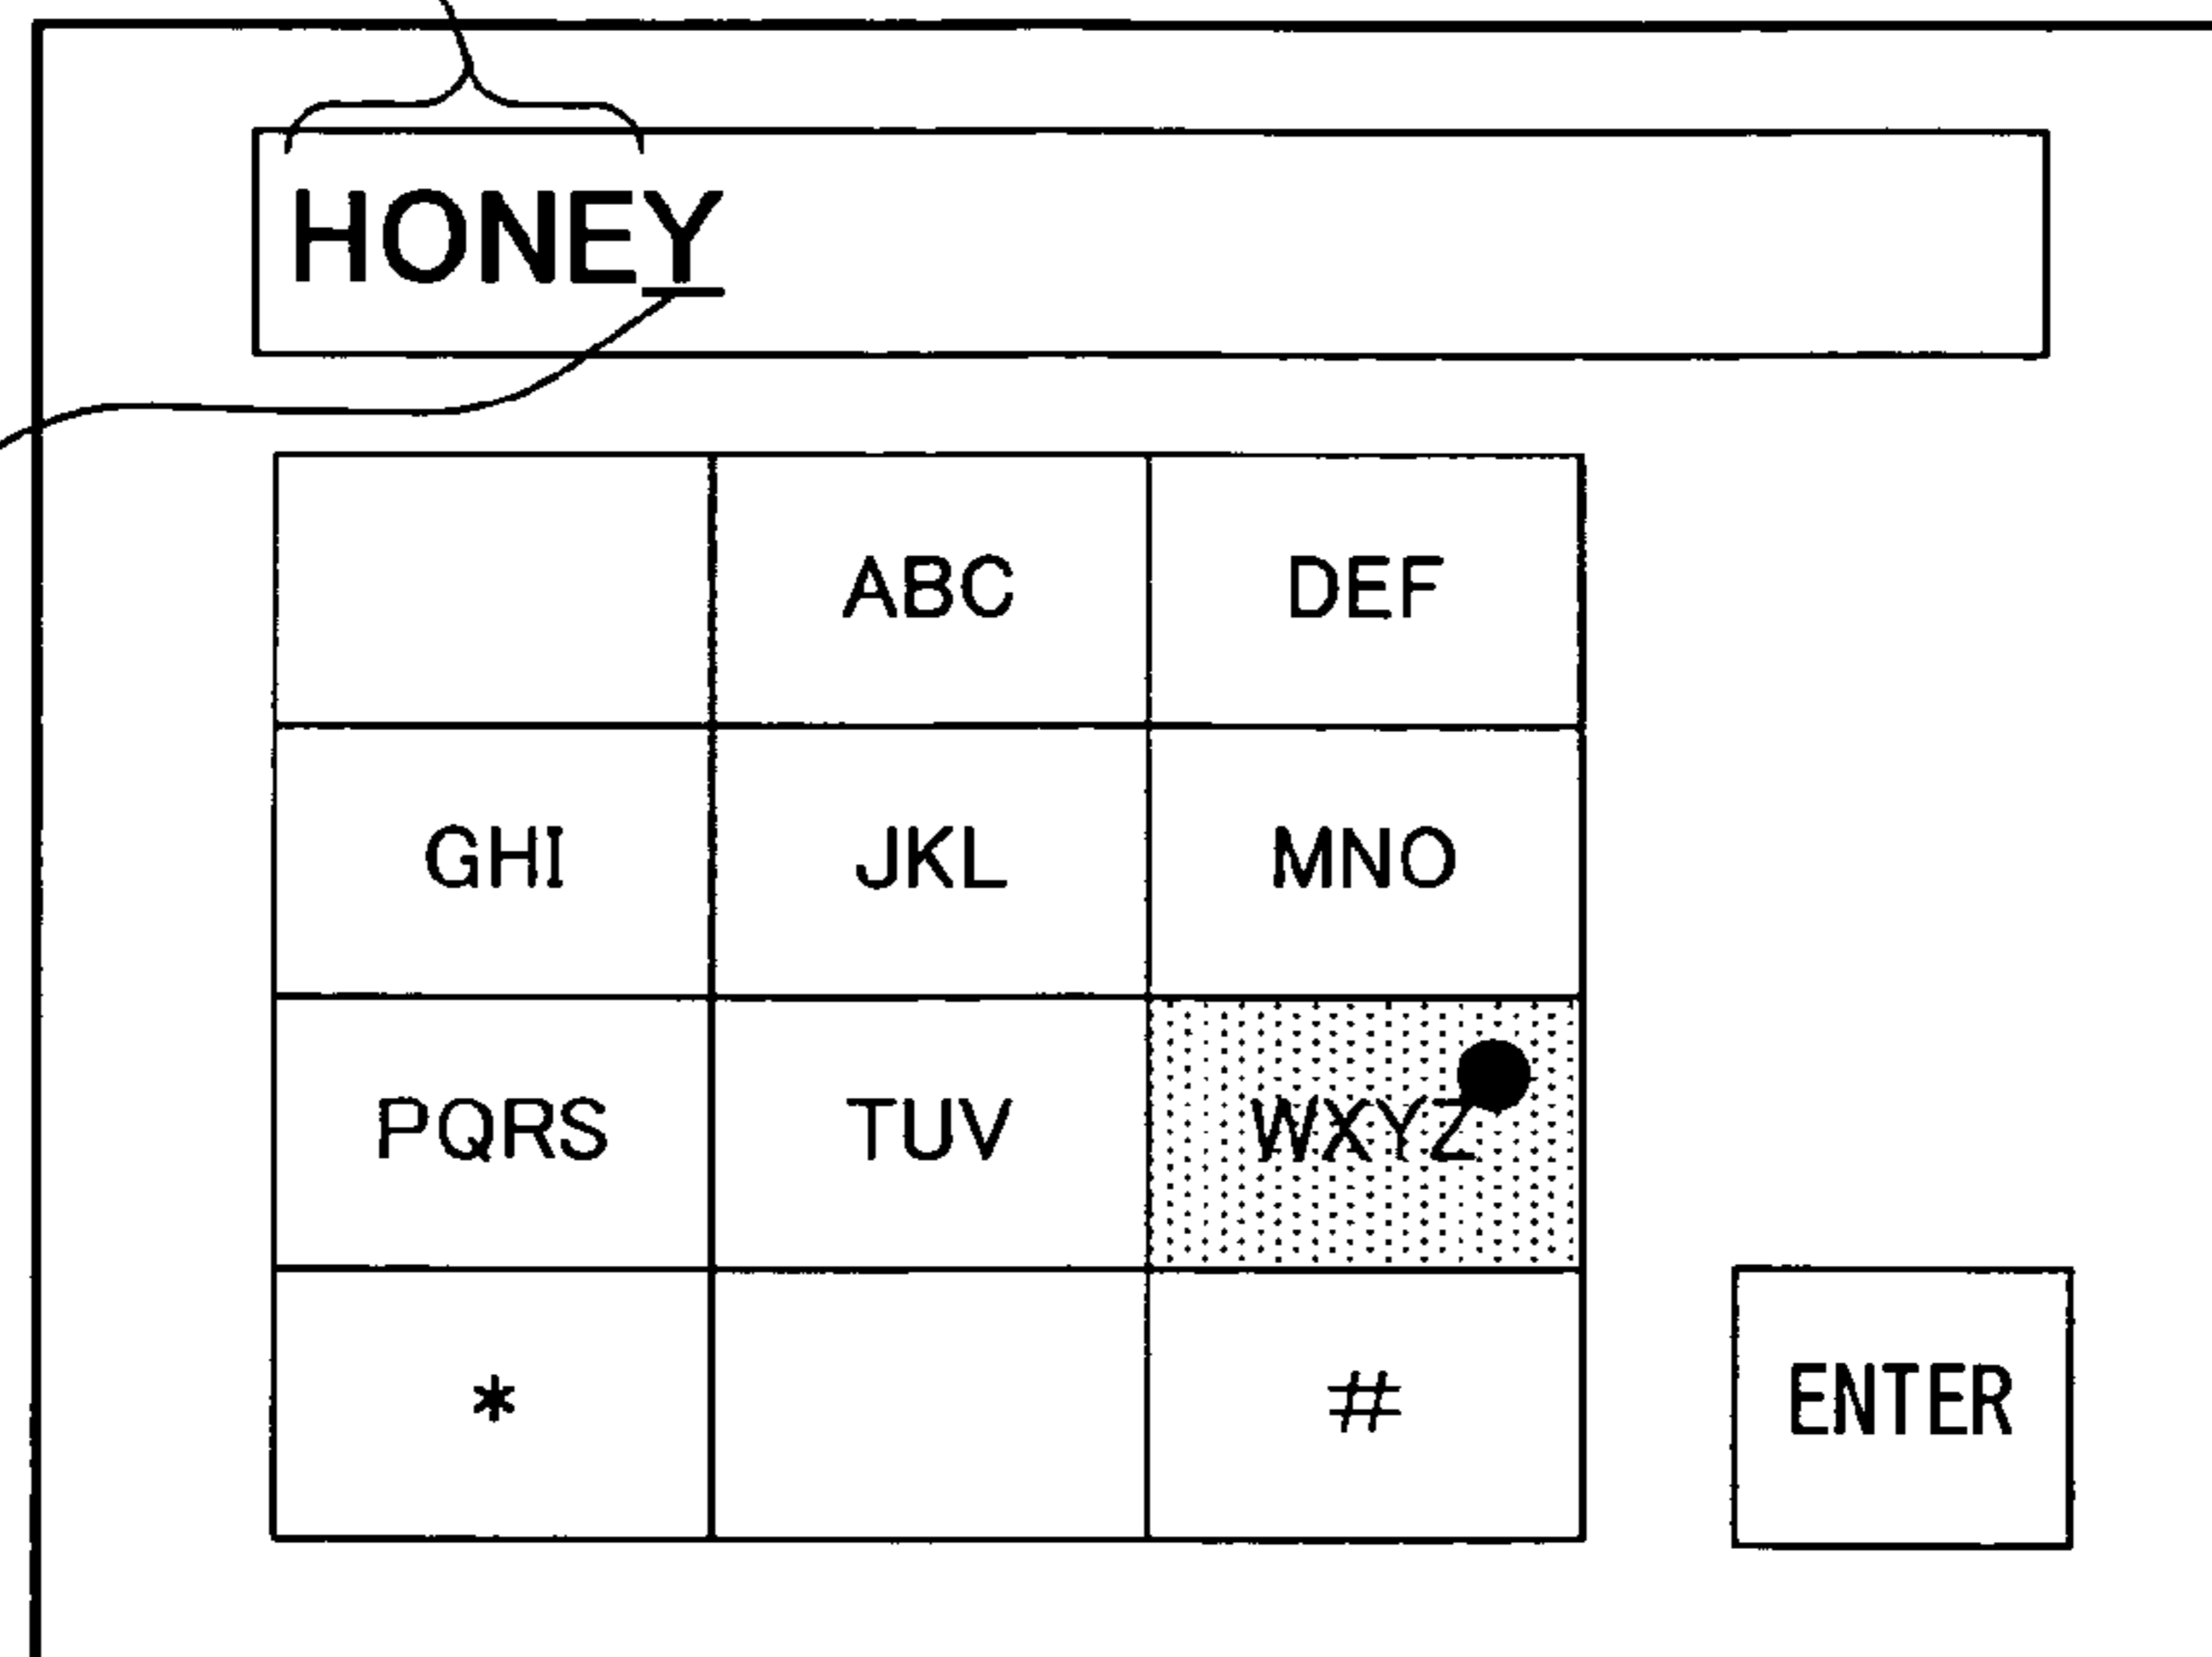 HONEY
ABC DEF
GHI JKL MNO
PQRS TUV WXYZ
* #
ENTER